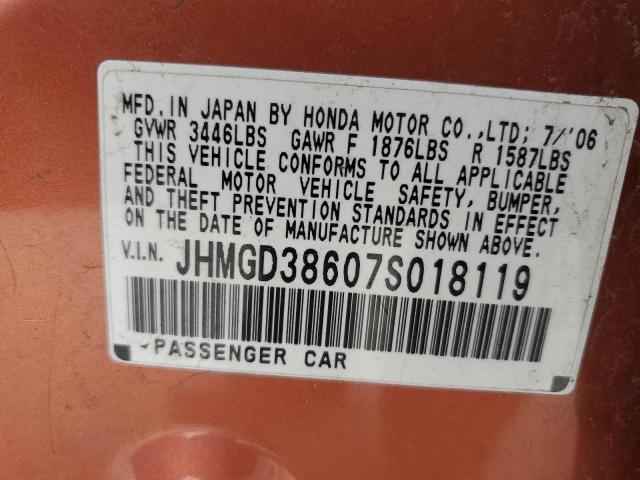 MFD.IN JAPAN BY HONDA MOTOR CO.,LTD; 7/'06
GVWR 3446LBS GAWR F 1876LBS R 1587LBS
THIS VEHICLE CONFORMS TO ALL APPLICABLE
FEDERAL MOTOR VEHICLE SAFETY, BUMPER,
AND THEFT PREVENTION STANDARDS IN EFFECT
ON THE DATE OF MANUFACTURE SHOWN ABOVE.
V.I.N. JHMGD38607S018119
PASSENGER CAR